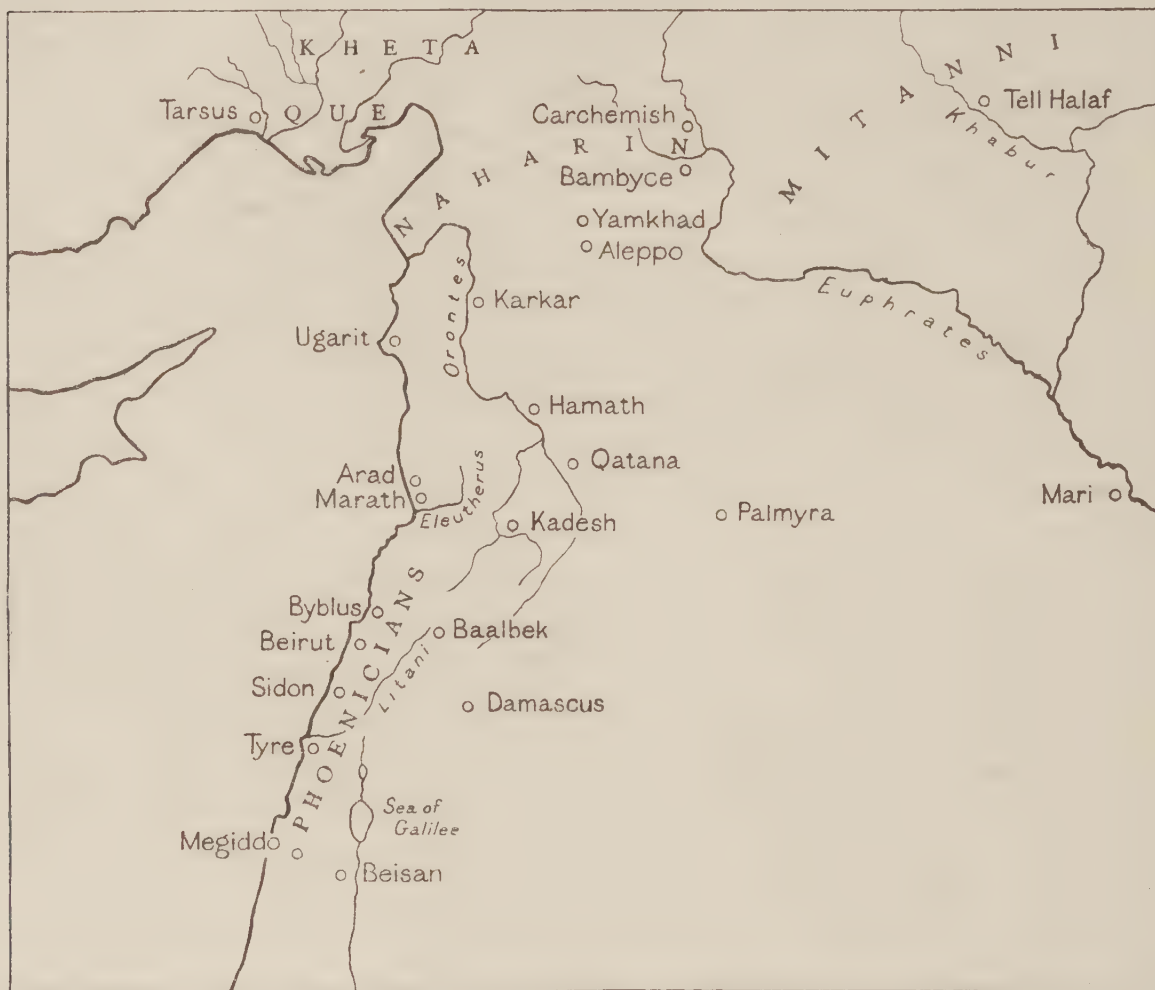 KHETA
Tarsus
QUE
Carchemish
NAHARIN
Bambyce
MITANNI
Tell Halaf
Khabur
Yamkhad
Aleppo
Orontes
Karkar
Euphrates
Ugarit
Hamath
Arad
Marath
Eleutherus
Qatana
Kadesh
Palmyra
Mari
PHOENICIANS
Byblus
Beirut
Baalbek
Litani
Sidon
Damascus
Tyre
Sea of
Galilee
Megiddo
Beisan